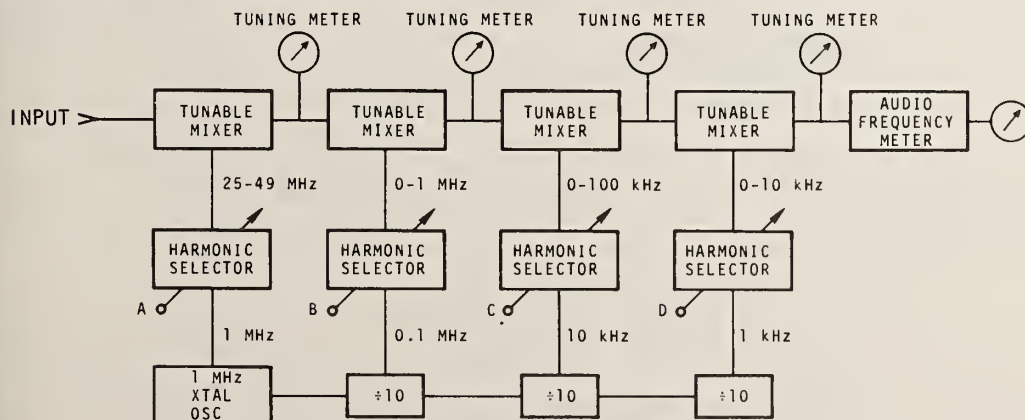 TUNING METER TUNING METER TUNING METER TUNING METER
INPUT
TUNABLE
MIXER
TUNABLE
MIXER
TUNABLE
MIXER
TUNABLE
MIXER
AUDIO
FREQUENCY
METER
25-49 MHz
0-1 MHz
0-100 kHz
0-10 kHz
HARMONIC
SELECTOR
HARMONIC
SELECTOR
HARMONIC
SELECTOR
HARMONIC
SELECTOR
A
B
C
D
1 MHz
0.1 MHz
10 kHz
1 kHz
1 MHz
XTAL
OSC
÷10
÷10
÷10